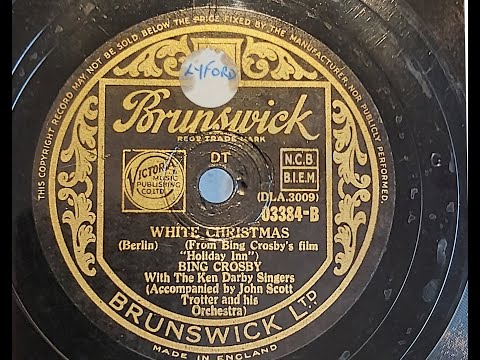 THIS COPYRIGHT RECORD MAY NOT BE SOLD BELOW THE PRICE FIXED BY THE MANUFACTURER, NOR PUBLICLY PERFORMED.
LYFORD
Brunswick
REGD TRADE MARK
DT
VICTORIA
MUSIC
PUBLISHING
CO LTD
N.C.B
B.I.E.M.
(DLA.3009)
03384-B
WHITE CHRISTMAS
(Berlin) (From Bing Crosby's film
"Holiday Inn")
BING CROSBY
With The Ken Darby Singers
(Accompanied by John Scott
Trotter and his
Orchestra)
BRUNSWICK LTD.
MADE IN ENGLAND